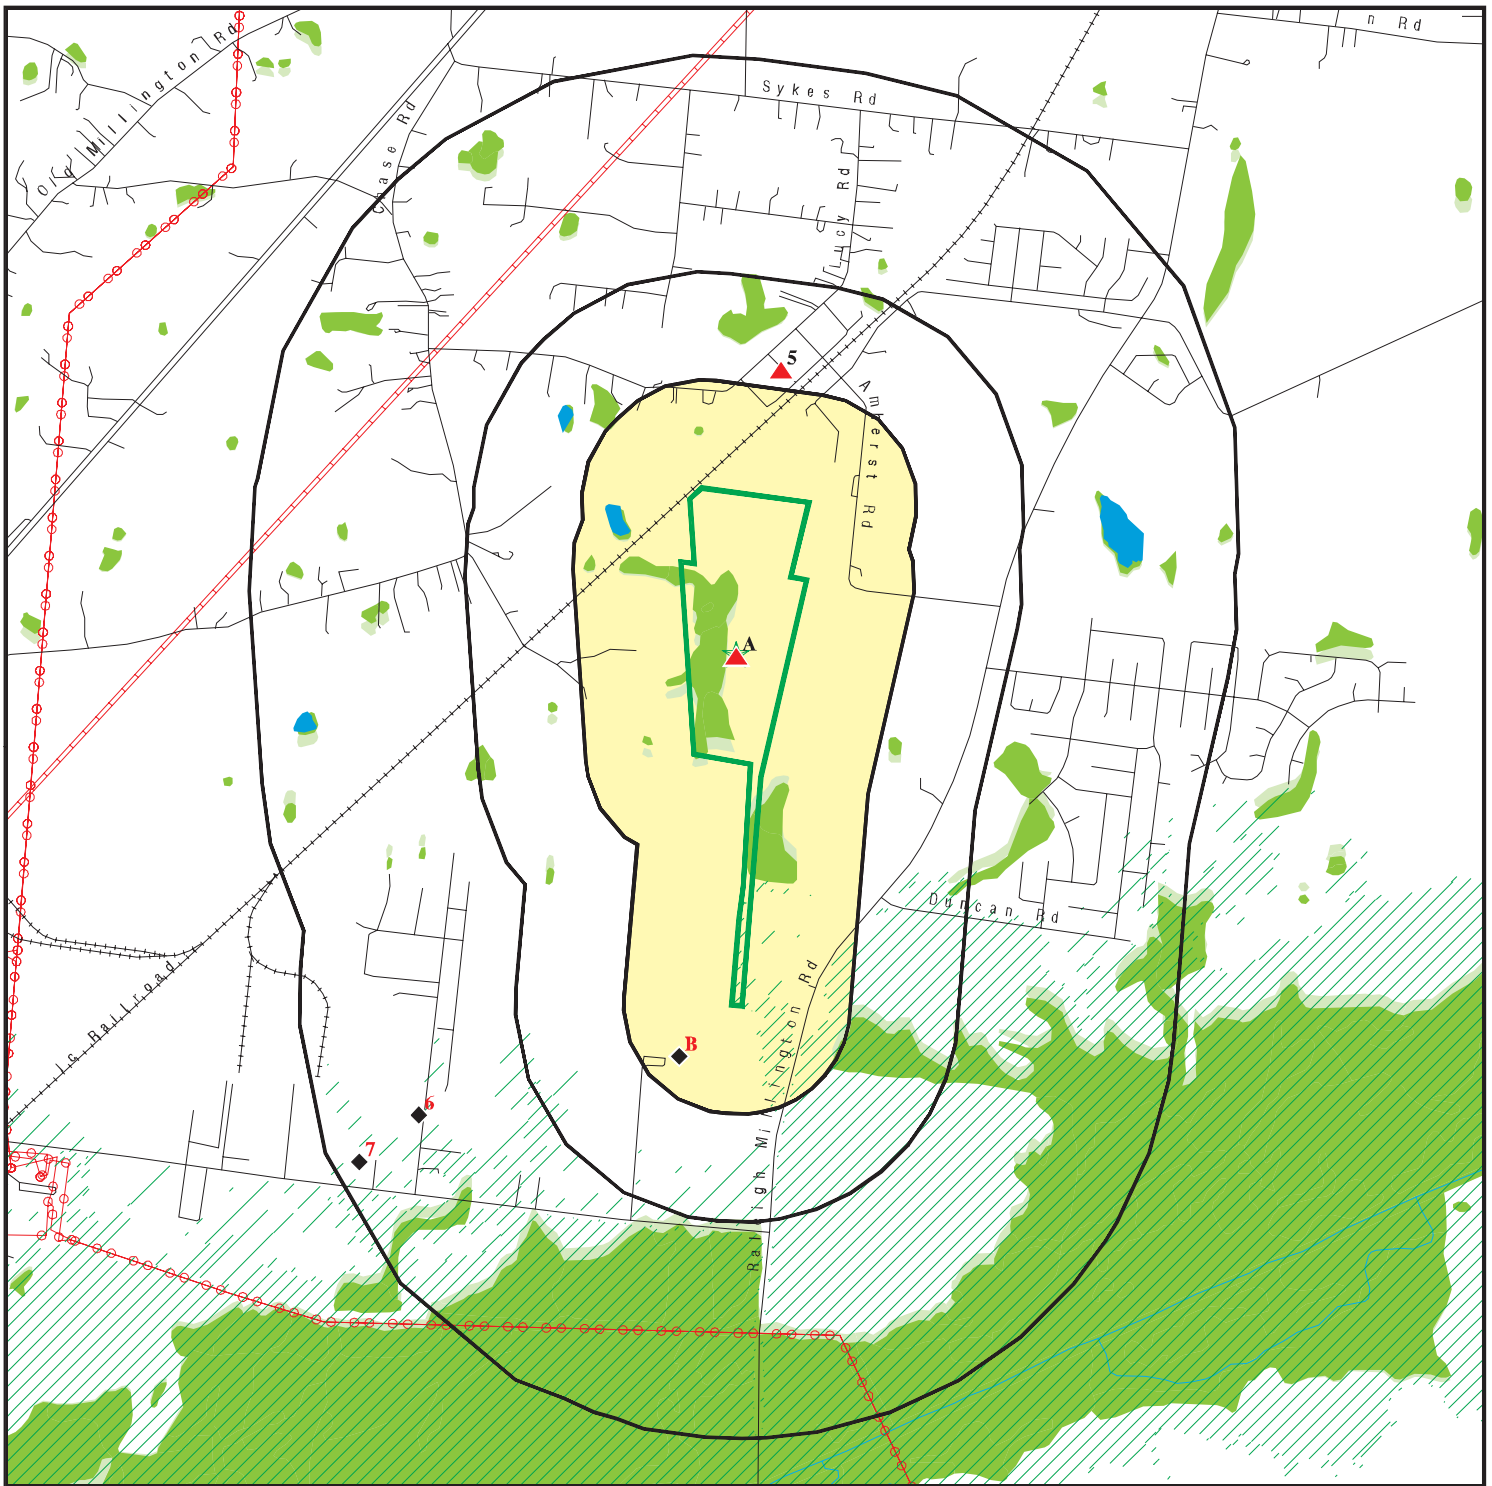 n Rd
Old Millington Rd
Sykes Rd
Chase Rd
Lucy Rd
5
Amherst Rd
A
Duncan Rd
Ic Railroad
B
Raleigh Millington Rd
6
7